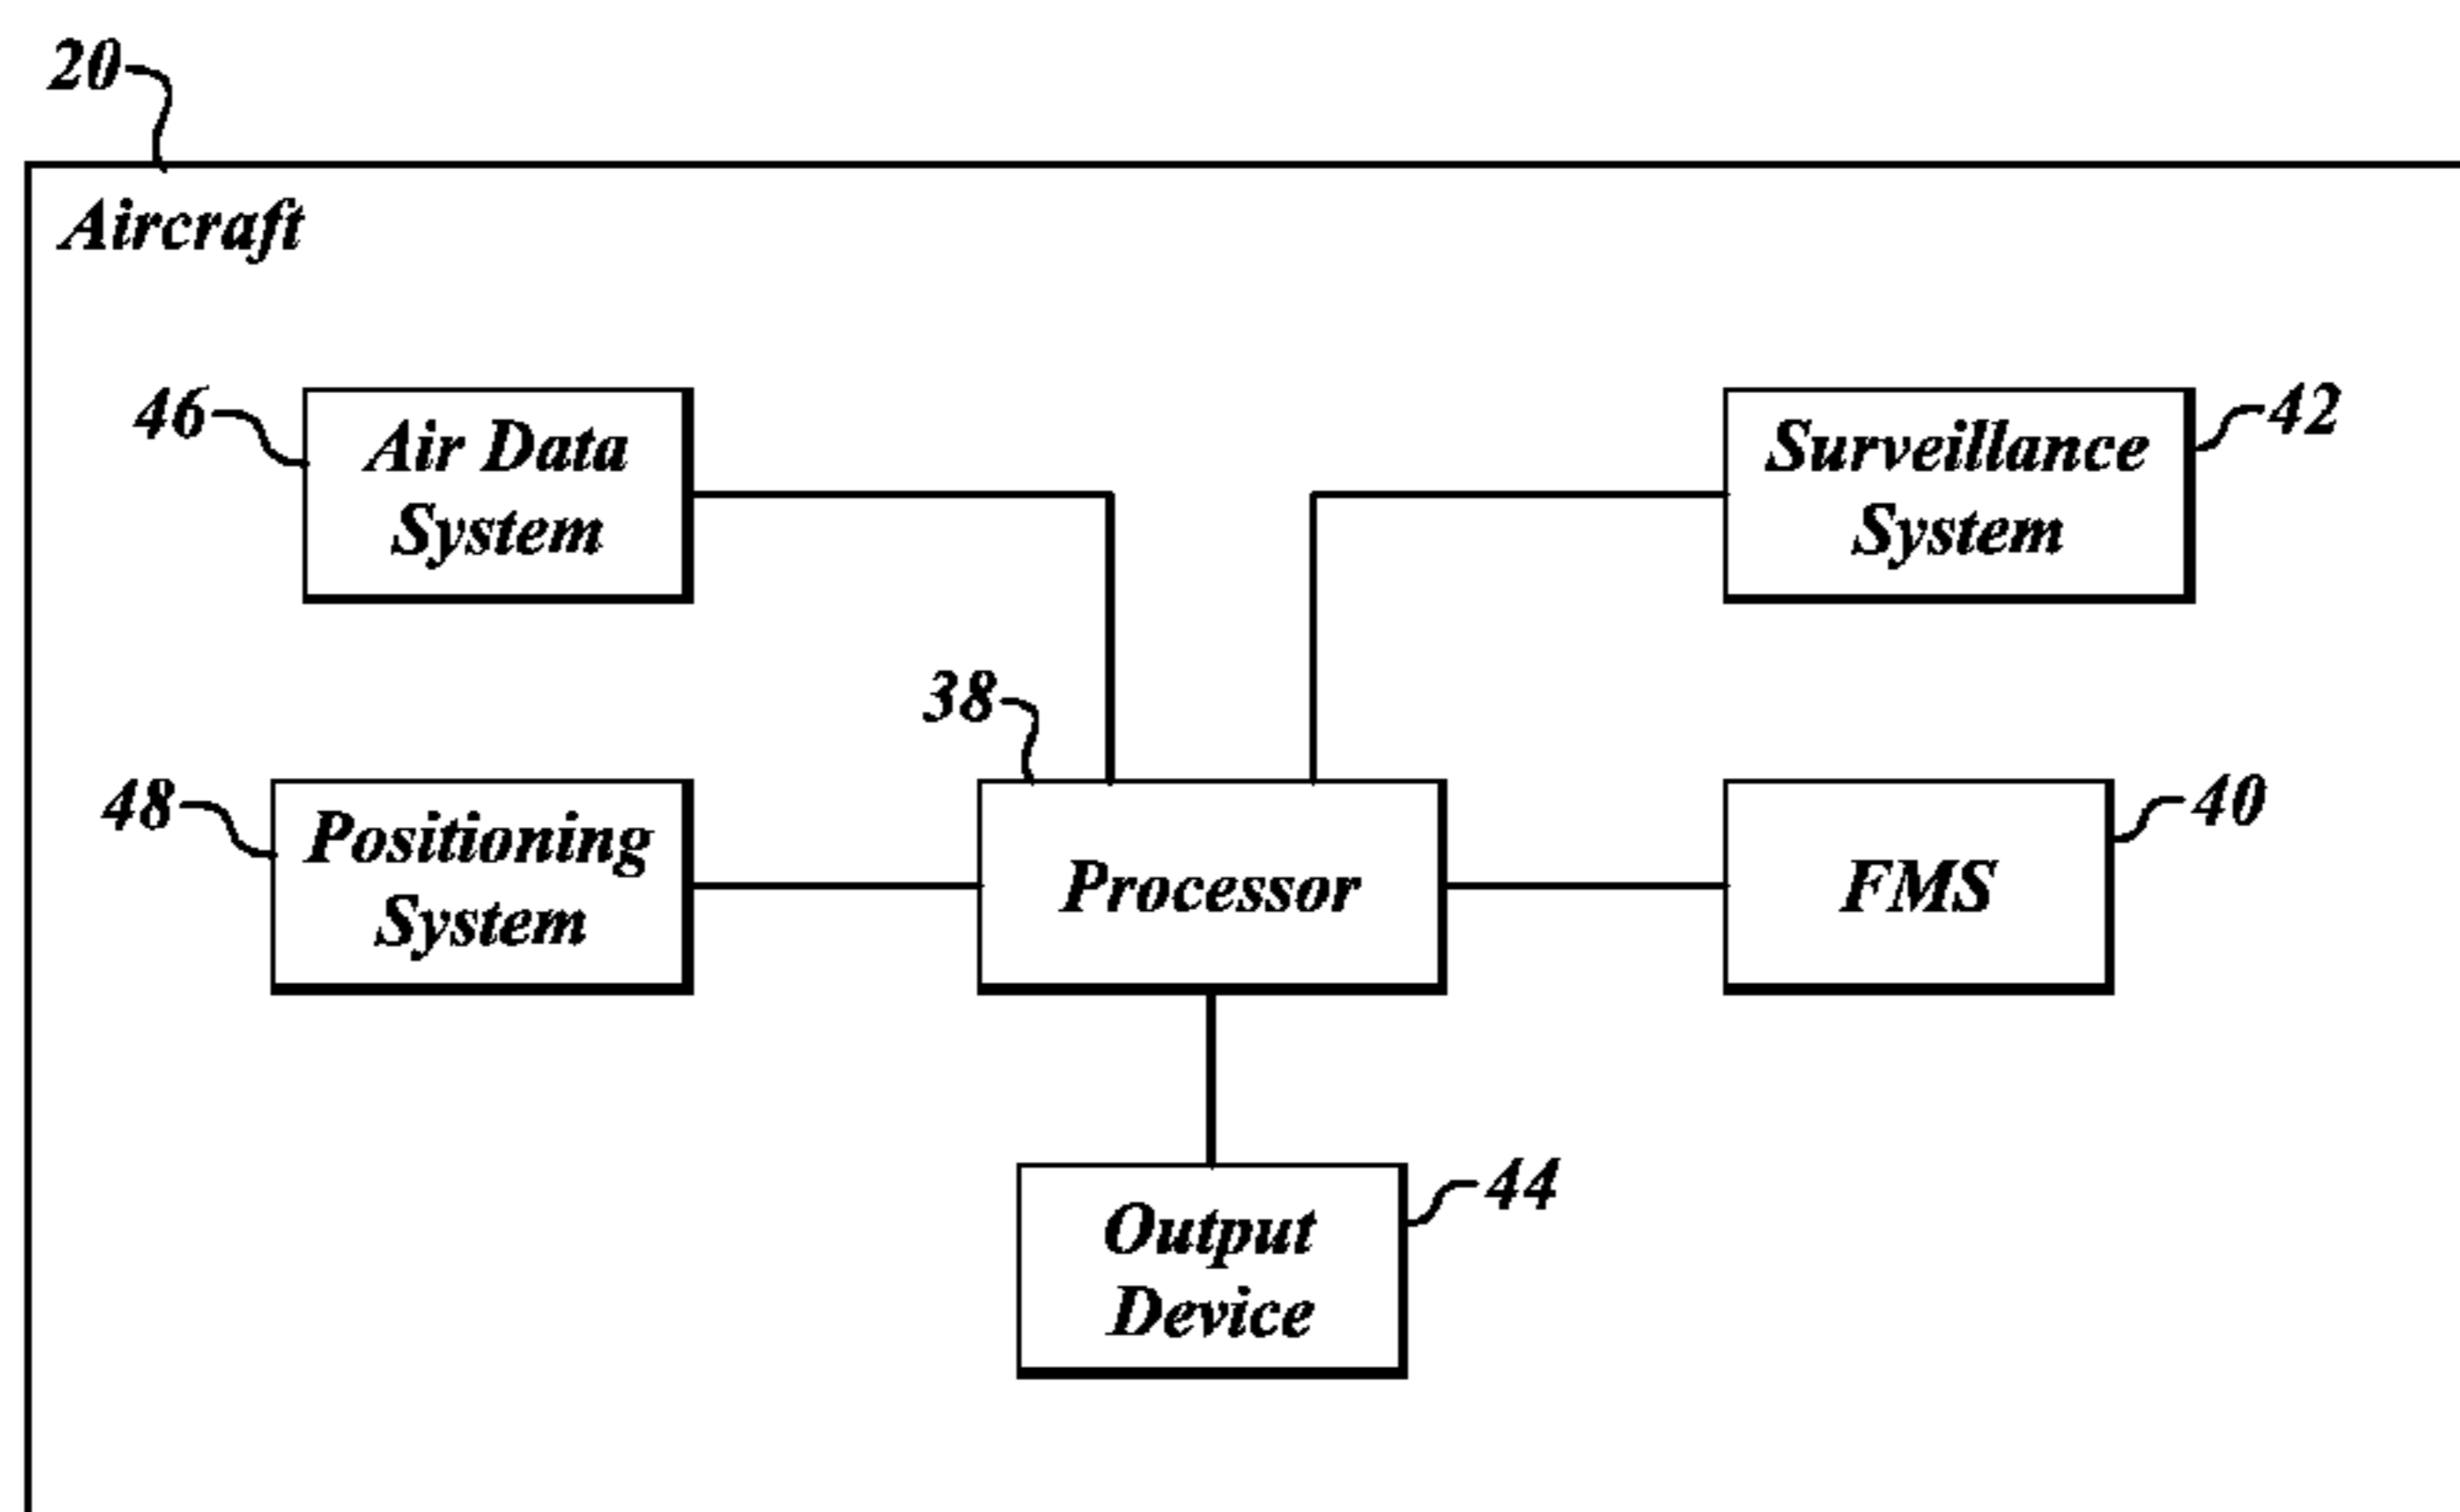 20
Aircraft
46
Air Data
System
Surveillance
System
42
38
48
Positioning
System
Processor
FMS
40
Output
Device
44